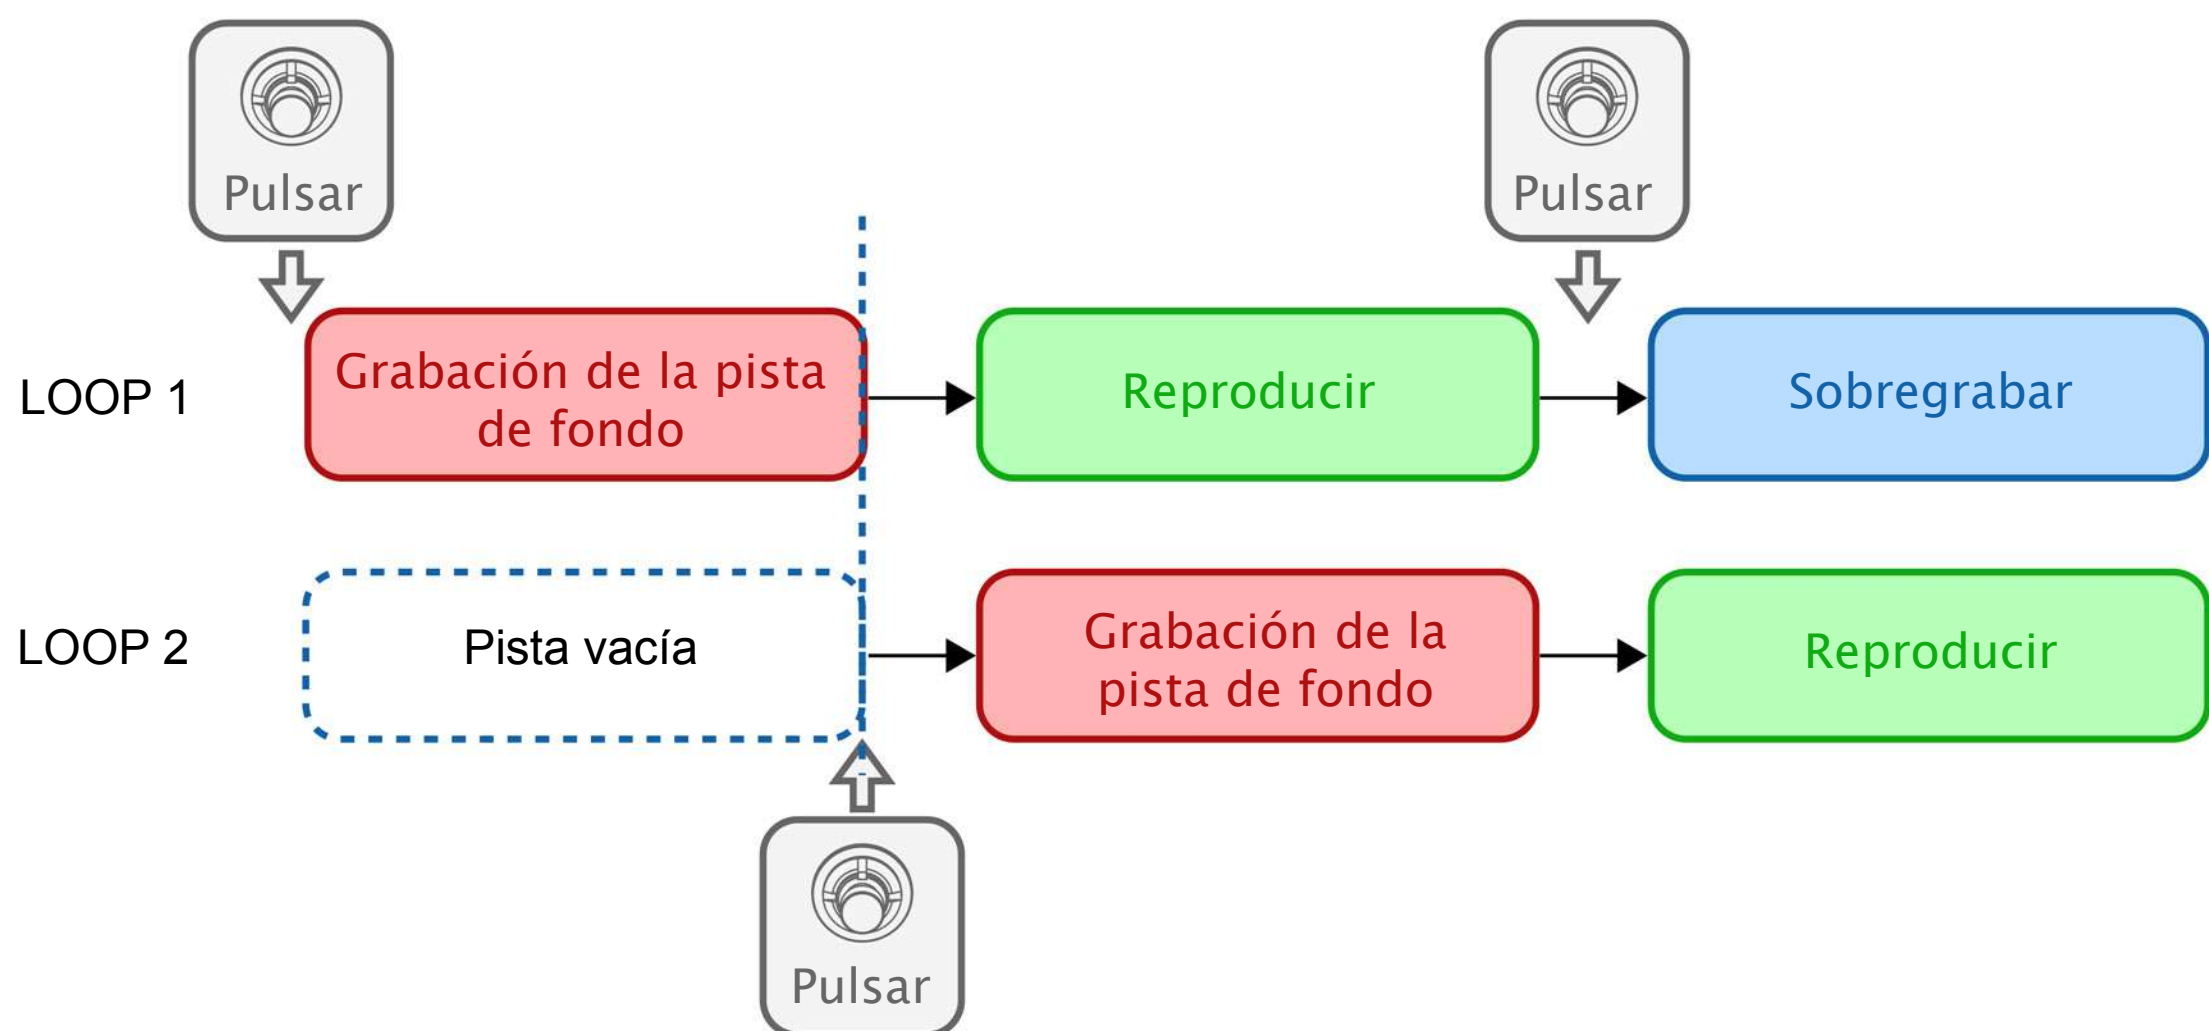 Pulsar
Pulsar
LOOP 1
Grabación de la pista
de fondo
Reproducir
Sobregrabar
LOOP 2
Pista vacía
Grabación de la
pista de fondo
Reproducir
Pulsar